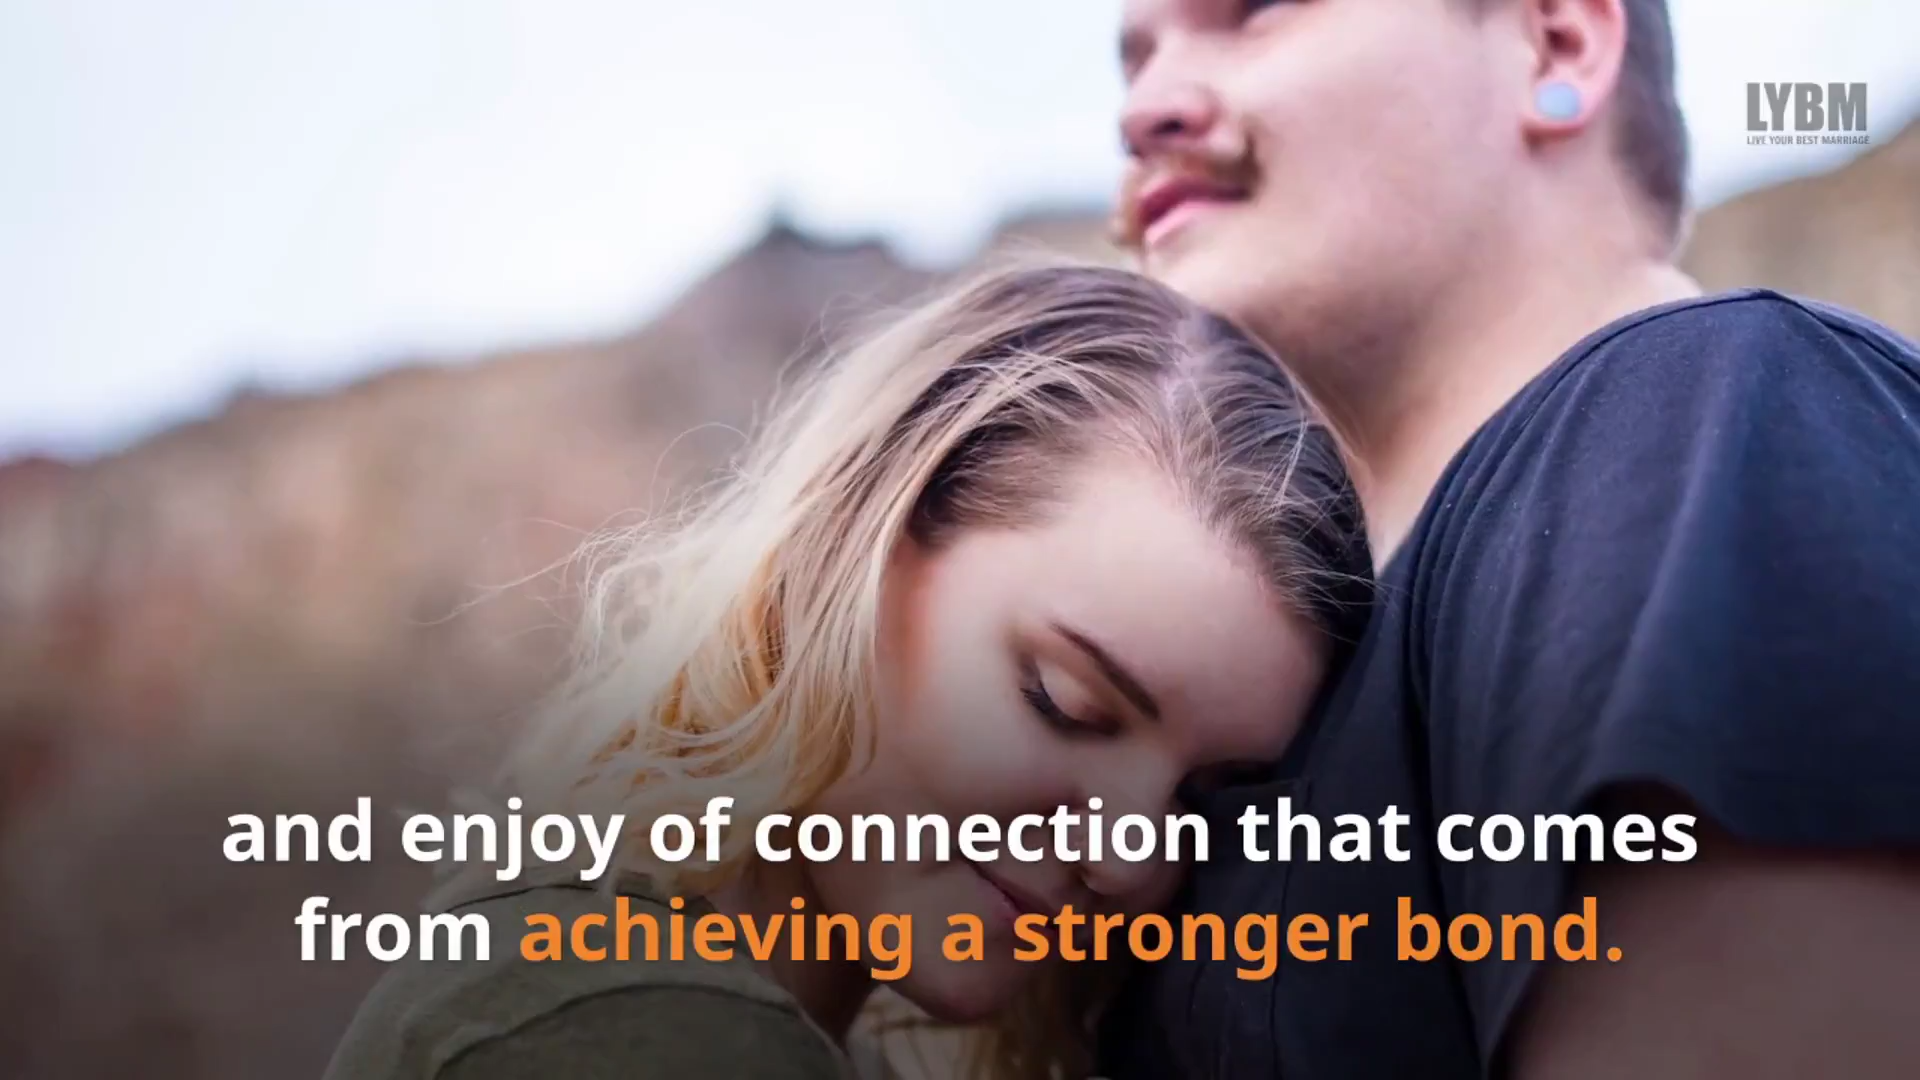 LYBM
LIVE YOUR BEST MARRIAGE
and enjoy of connection that comes
from achieving a stronger bond.